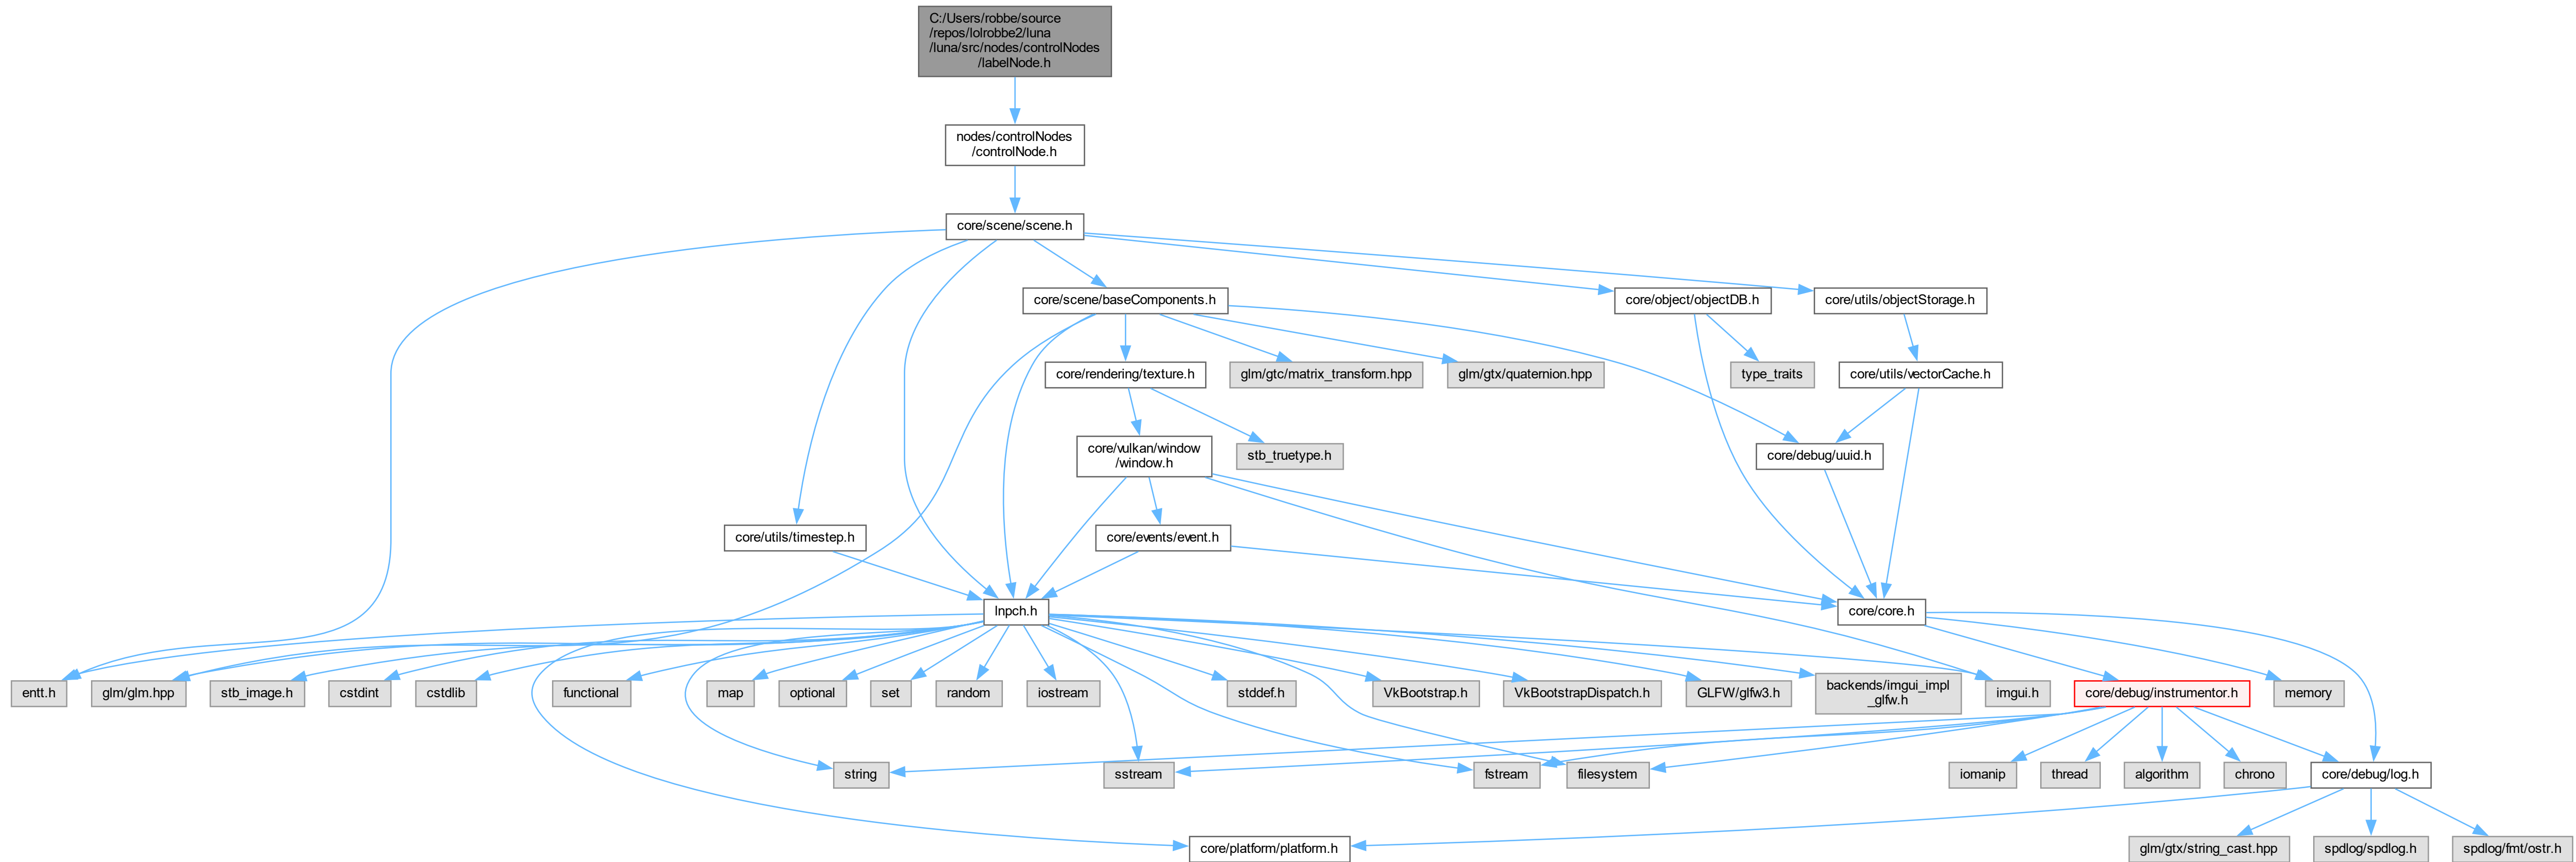 C:/Users/robbe/source
/repos/lolrobbe2/luna
/luna/src/nodes/controlNodes
/labelNode.h
nodes/controlNodes
/controlNode.h
core/scene/scene.h
core/scene/baseComponents.h
core/object/objectDB.h
core/utils/objectStorage.h
core/rendering/texture.h
glm/gtc/matrix_transform.hpp
glm/gtx/quaternion.hpp
type_traits
core/utils/vectorCache.h
core/vulkan/window
/window.h
stb_truetype.h
core/debug/uuid.h
core/utils/timestep.h
core/events/event.h
lnpch.h
core/core.h
entt.h
glm/glm.hpp
stb_image.h
cstdint
cstdlib
functional
map
optional
set
random
iostream
stddef.h
VkBootstrap.h
VkBootstrapDispatch.h
GLFW/glfw3.h
backends/imgui_impl
_glfw.h
imgui.h
core/debug/instrumentor.h
memory
string
sstream
fstream
filesystem
iomanip
thread
algorithm
chrono
core/debug/log.h
core/platform/platform.h
glm/gtx/string_cast.hpp
spdlog/spdlog.h
spdlog/fmt/ostr.h